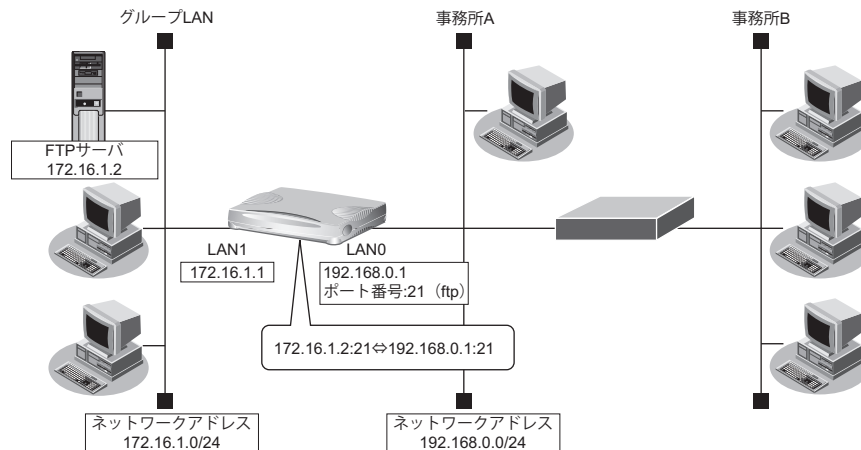 グループLAN
事務所A
事務所B
FTPサーバ
172.16.1.2
LAN1
172.16.1.1
LAN0
192.168.0.1
ポート番号:21（ftp）
172.16.1.2:21⇔192.168.0.1:21
ネットワークアドレス
172.16.1.0/24
ネットワークアドレス
192.168.0.0/24